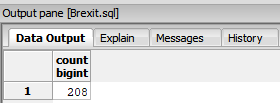 Output pane [Brexit.sql]
Data Output Explain Messages History
count
bigint
1 208